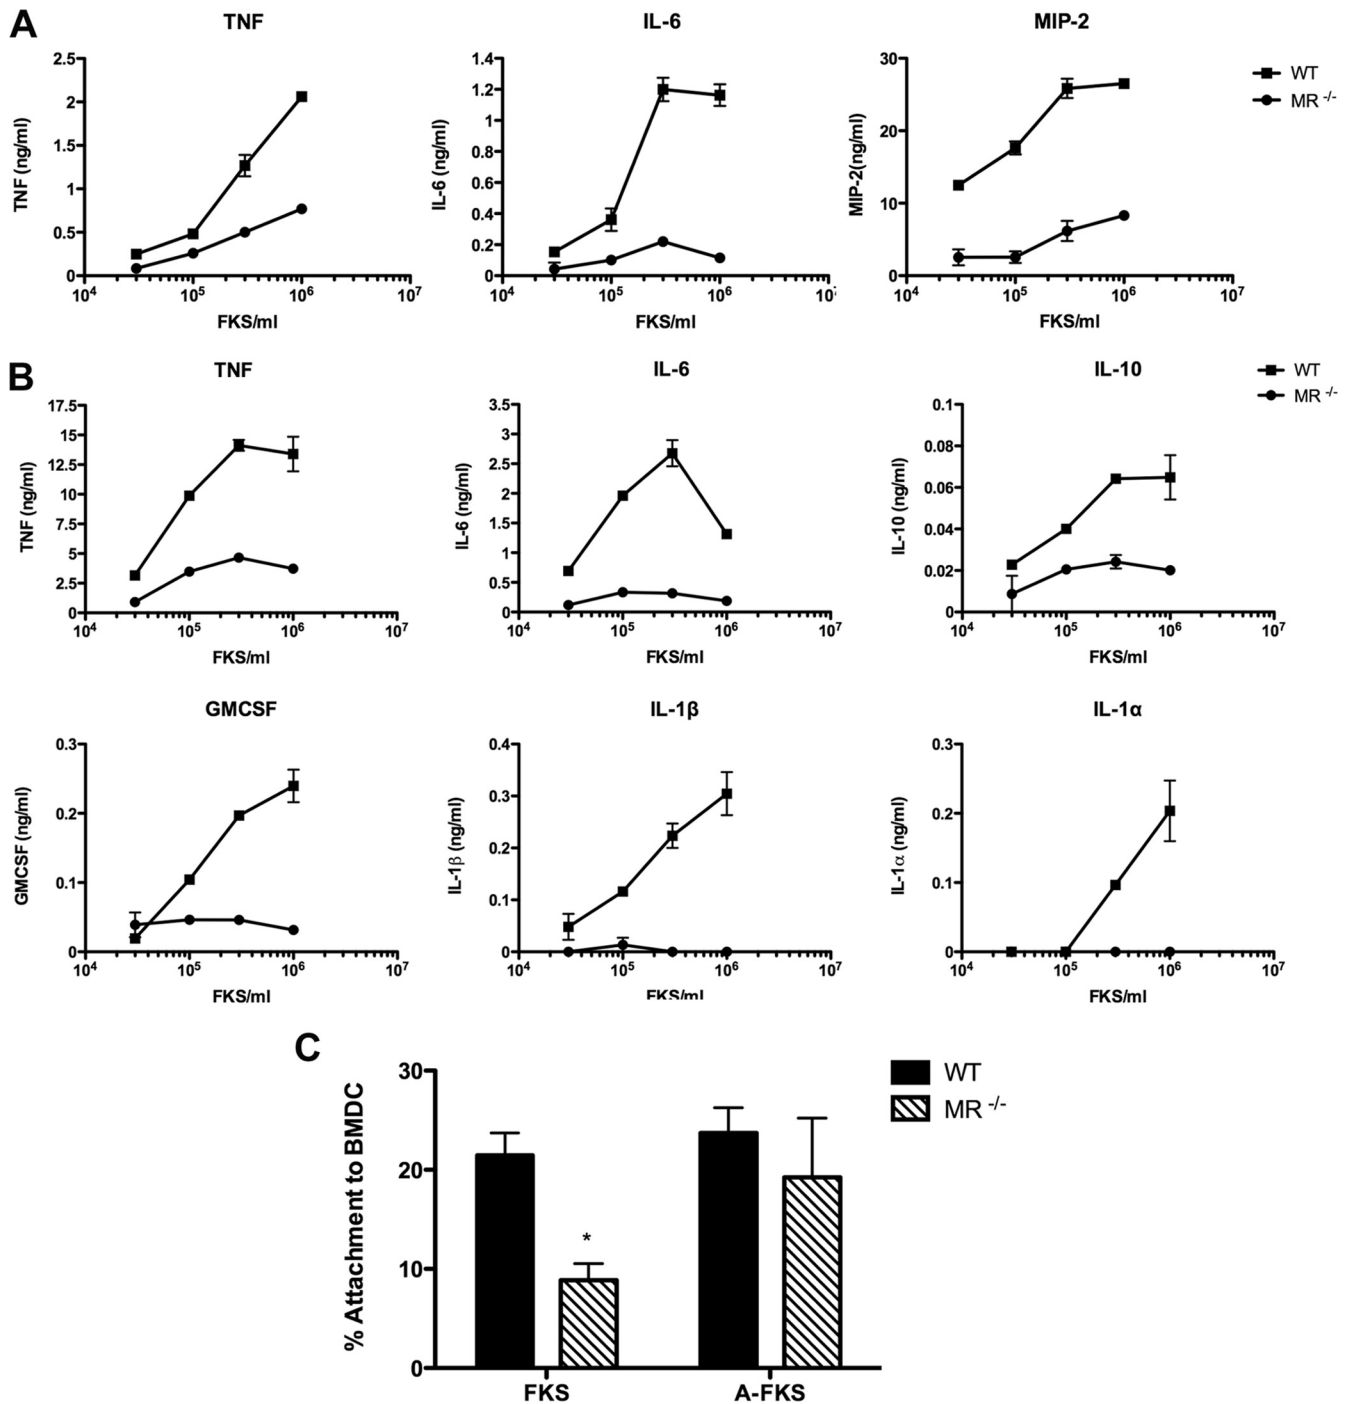 A
TNF
IL-6
MIP-2
2.5
2
1.5
1
0.5
0
TNF (ng/ml)
10⁴
10⁵
10⁶
10⁷
FKS/ml
1.4
1.2
1
0.8
0.6
0.4
0.2
0
IL-6 (ng/ml)
10⁴
10⁵
10⁶
FKS/ml
30
20
10
0
MIP-2(ng/ml)
10⁴
10⁵
10⁶
10⁷
FKS/ml
WT
MR -/-
B
TNF
IL-6
IL-10
17.5
15
12.5
10
7.5
5
2.5
0
TNF (ng/ml)
10⁴
10⁵
10⁶
10⁷
FKS/ml
3.5
3
2.5
2
1.5
1
0.5
0
IL-6 (ng/ml)
10⁴
10⁵
10⁶
10⁷
FKS/ml
0.1
0.08
0.06
0.04
0.02
0
IL-10 (ng/ml)
10⁴
10⁵
10⁶
10⁷
FKS/ml
WT
MR -/-
GMCSF
IL-1β
IL-1α
0.3
0.2
0.1
0
GMCSF (ng/ml)
10⁴
10⁵
10⁶
10⁷
FKS/ml
0.4
0.3
0.2
0.1
0
IL-1β (ng/ml)
10⁴
10⁵
10⁶
10⁷
FKS/ml
0.3
0.2
0.1
0
IL-1α (ng/ml)
10⁴
10⁵
10⁶
10⁷
FKS/ml
C
30
20
10
0
% Attachment to BMDC
*
FKS
A-FKS
WT
MR -/-